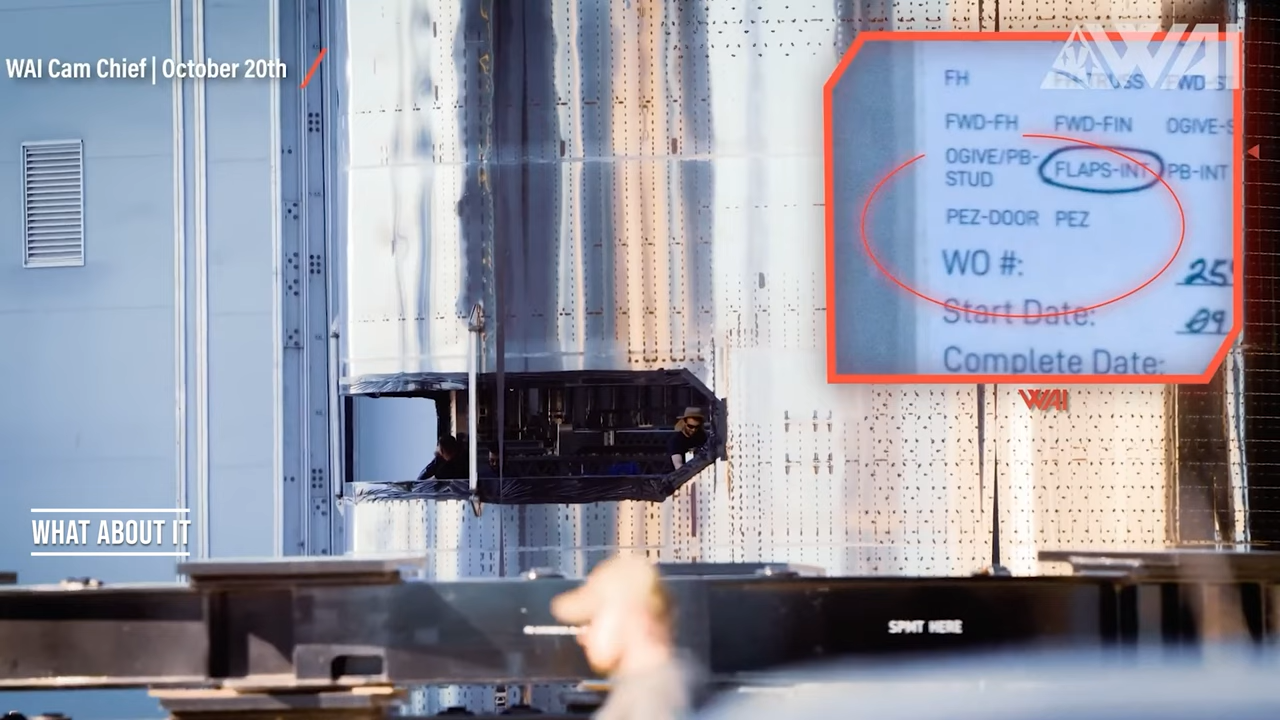 WAI Cam Chief | October 20th
WAI
FH
FWD-FH FWD-FIN OGIVE-S
OGIVE/PB-STUD FLAPS-INT PB-INT
PEZ-DOOR PEZ
WO #: 25
Start Date: 09
Complete Date:
WAI
WHAT ABOUT IT
SPMT HERE